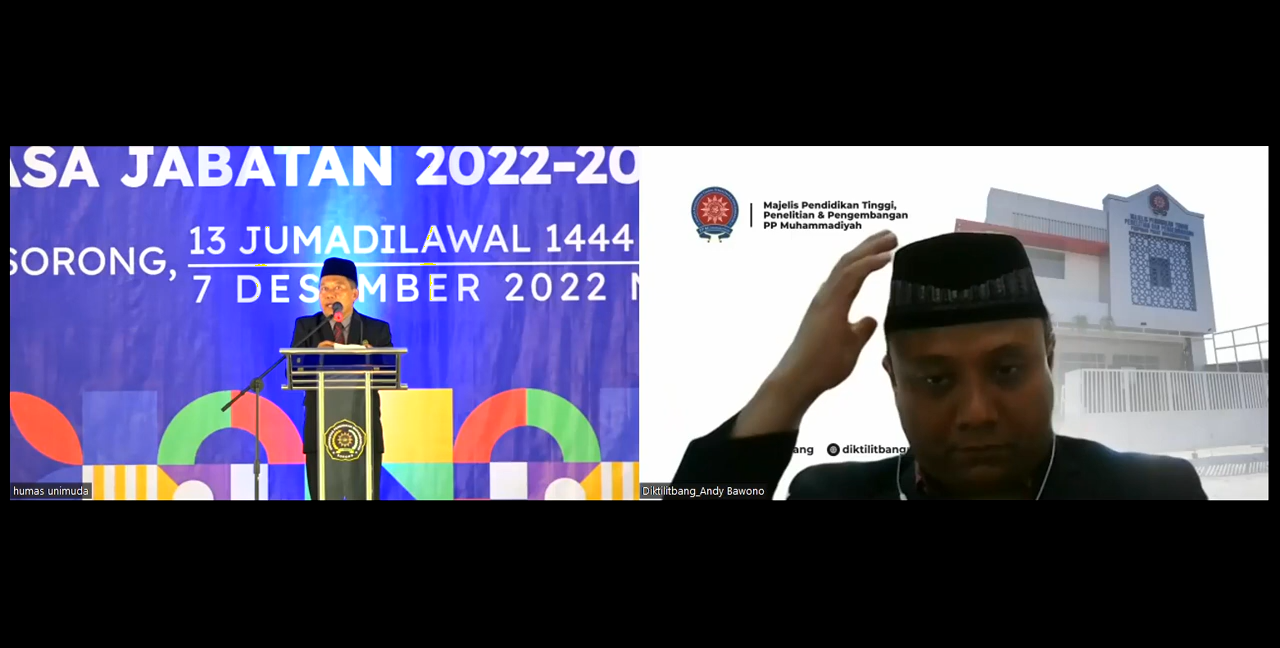 ASA JABATAN 2022-20
SORONG, 13 JUMADILAWAL 1444
7 DESEMBER 2022
humas unimuda
Majelis Pendidikan Tinggi,
Penelitian & Pengembangan
PP Muhammadiyah
ang diktilitbang
Diktilitbang_Andy Bawono